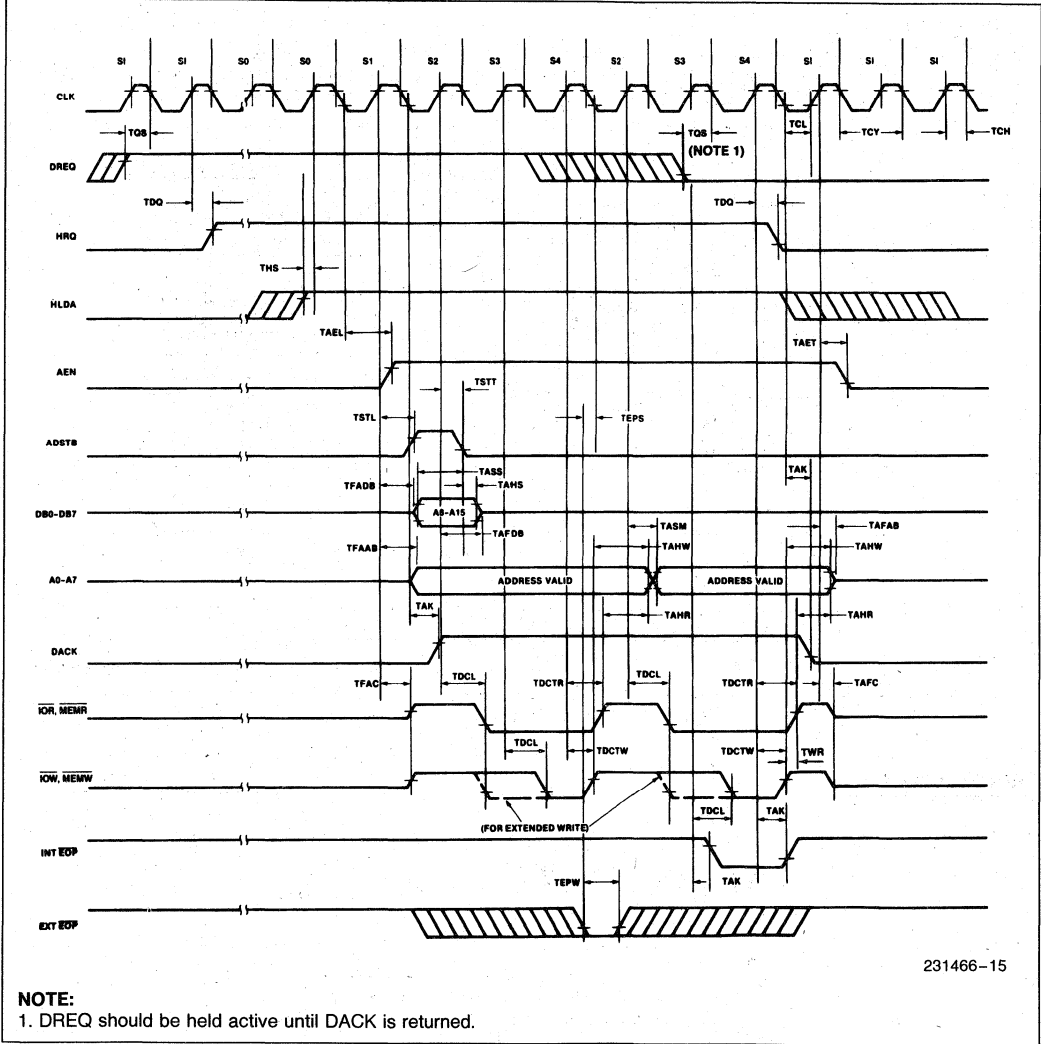 SI SI S0 S0 S1 S2 S3 S4 S2 S3 S4 SI SI SI
CLK
TQS TQS TCL TCY TCH
(NOTE 1)
DREQ
TDQ TDQ
HRQ
THS
HLDA
TAEL TAET
AEN
TSTT
TSTL TEPS
ADSTB
TASS TAK
TFADB TAHS
DB0-DB7 A8-A15
TAFDB TASM TAFAB
TFAAB TAHW TAHW
A0-A7 ADDRESS VALID ADDRESS VALID
TAK TAHR TAHR
DACK
TFAC TDCL TDCTR TDCL TDCTR TAFC
IOR, MEMR
TDCL TDCTW TDCTW TWR
IOW, MEMW
(FOR EXTENDED WRITE) TDCL TAK
INT EOP
TEPW TAK
EXT EOP
231466-15
NOTE:
1. DREQ should be held active until DACK is returned.